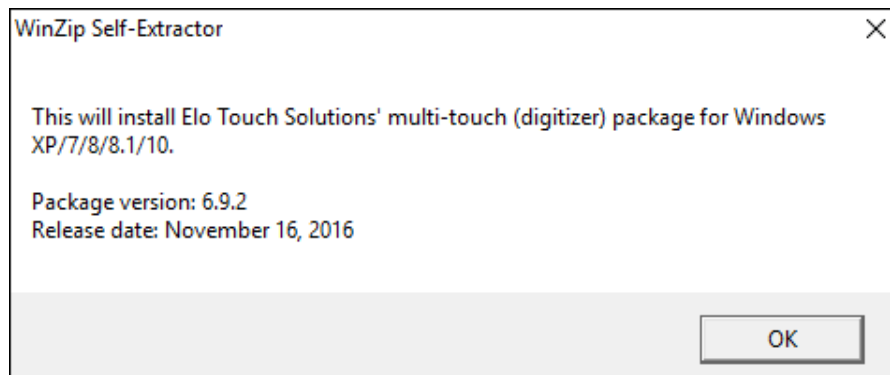 WinZip Self-Extractor
This will install Elo Touch Solutions' multi-touch (digitizer) package for Windows
XP/7/8/8.1/10.
Package version: 6.9.2
Release date: November 16, 2016
OK